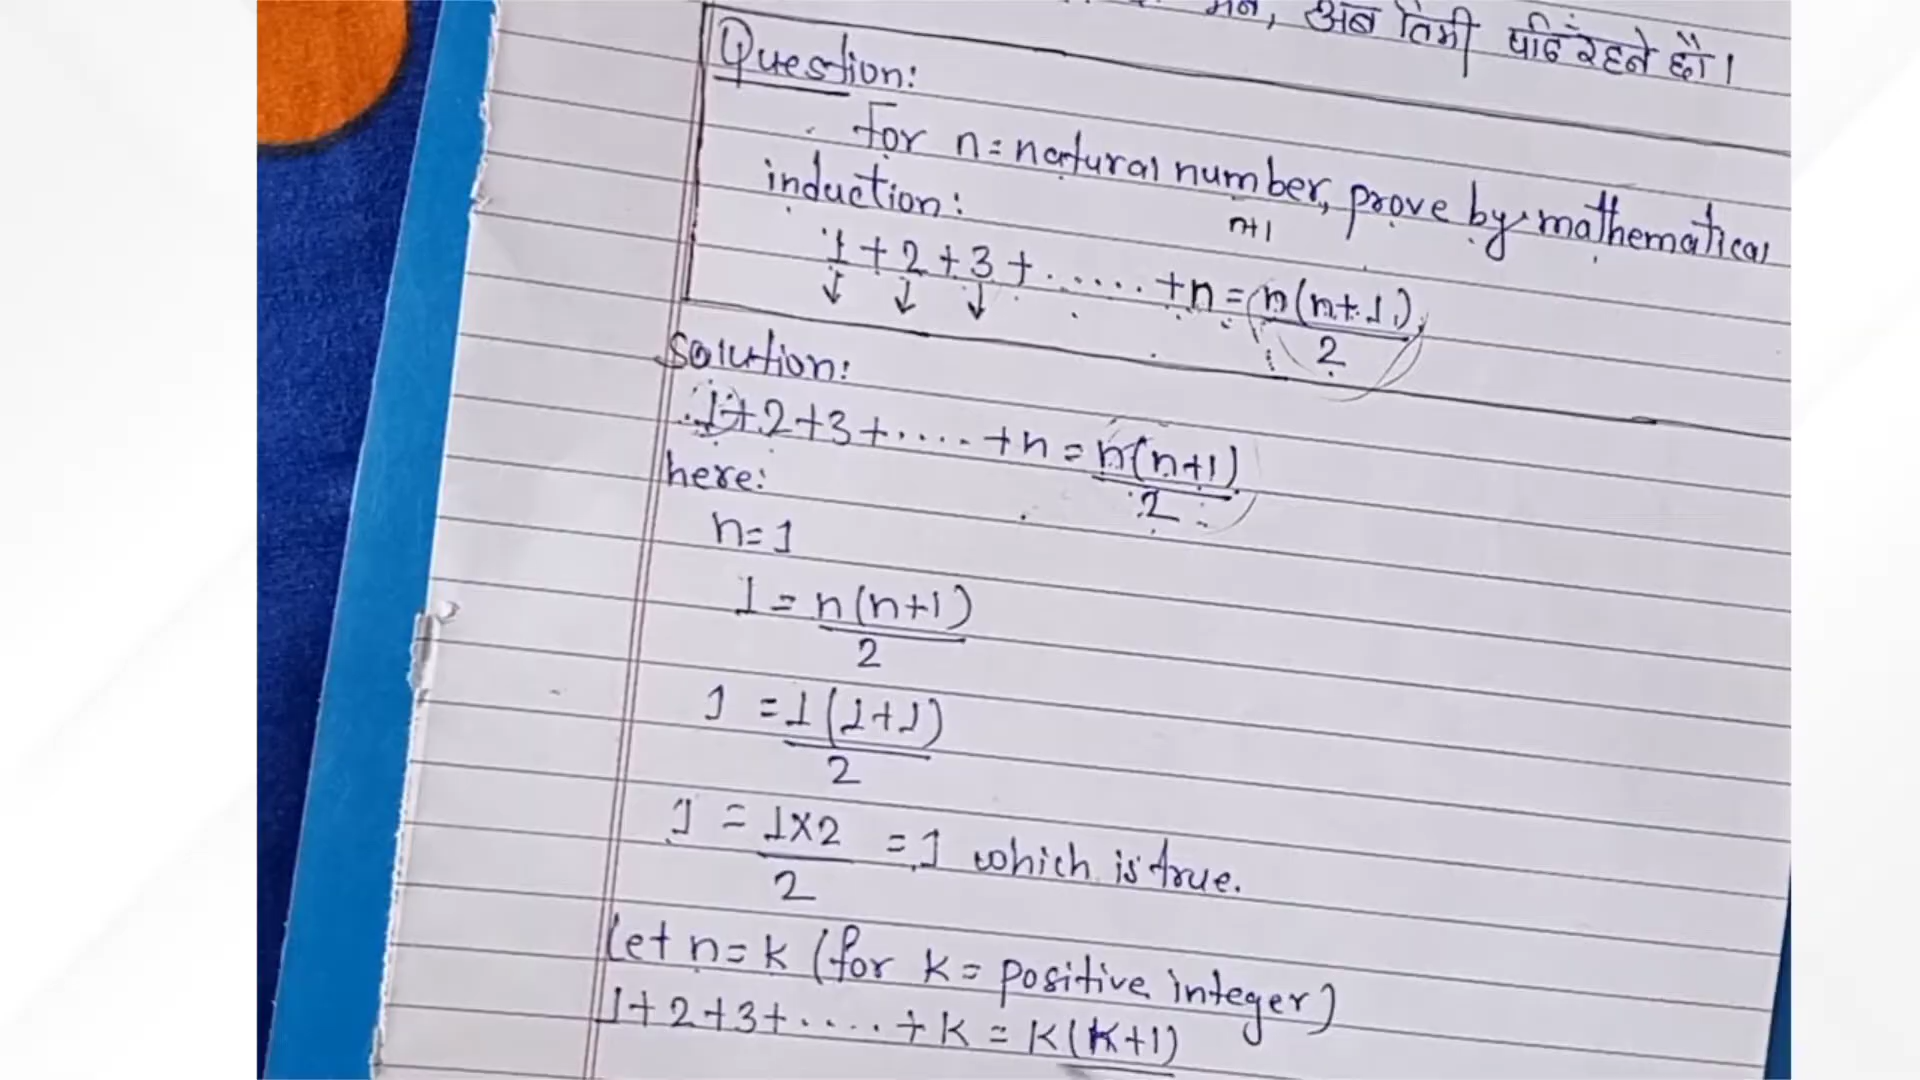 अब तिमी पढि रहने छौ।
Question:
For n=natural number, prove by mathematical
induction:
n+1
1+2+3+.....+n=n(n+1)
2
Solution:
1+2+3+....+n=n(n+1)
2
here:
n=1
1=n(n+1)
2
1=1(1+1)
2
1=1×2=1 which is true.
2
Let n=k (for k=positive integer)
1+2+3+....+k=k(k+1)